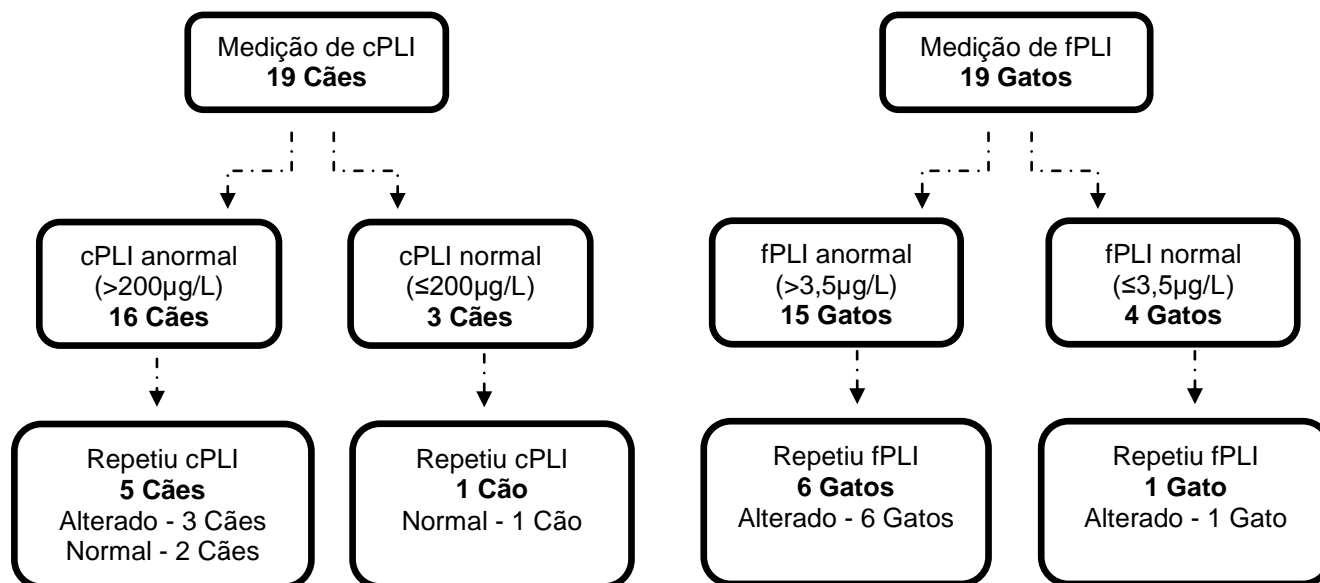 Medição de cPLI
19 Cães
Medição de fPLI
19 Gatos
cPLI anormal
(>200µg/L)
16 Cães
cPLI normal
(≤200µg/L)
3 Cães
fPLI anormal
(>3,5µg/L)
15 Gatos
fPLI normal
(≤3,5µg/L)
4 Gatos
Repetiu cPLI
5 Cães
Alterado - 3 Cães
Normal - 2 Cães
Repetiu cPLI
1 Cão
Normal - 1 Cão
Repetiu fPLI
6 Gatos
Alterado - 6 Gatos
Repetiu fPLI
1 Gato
Alterado - 1 Gato